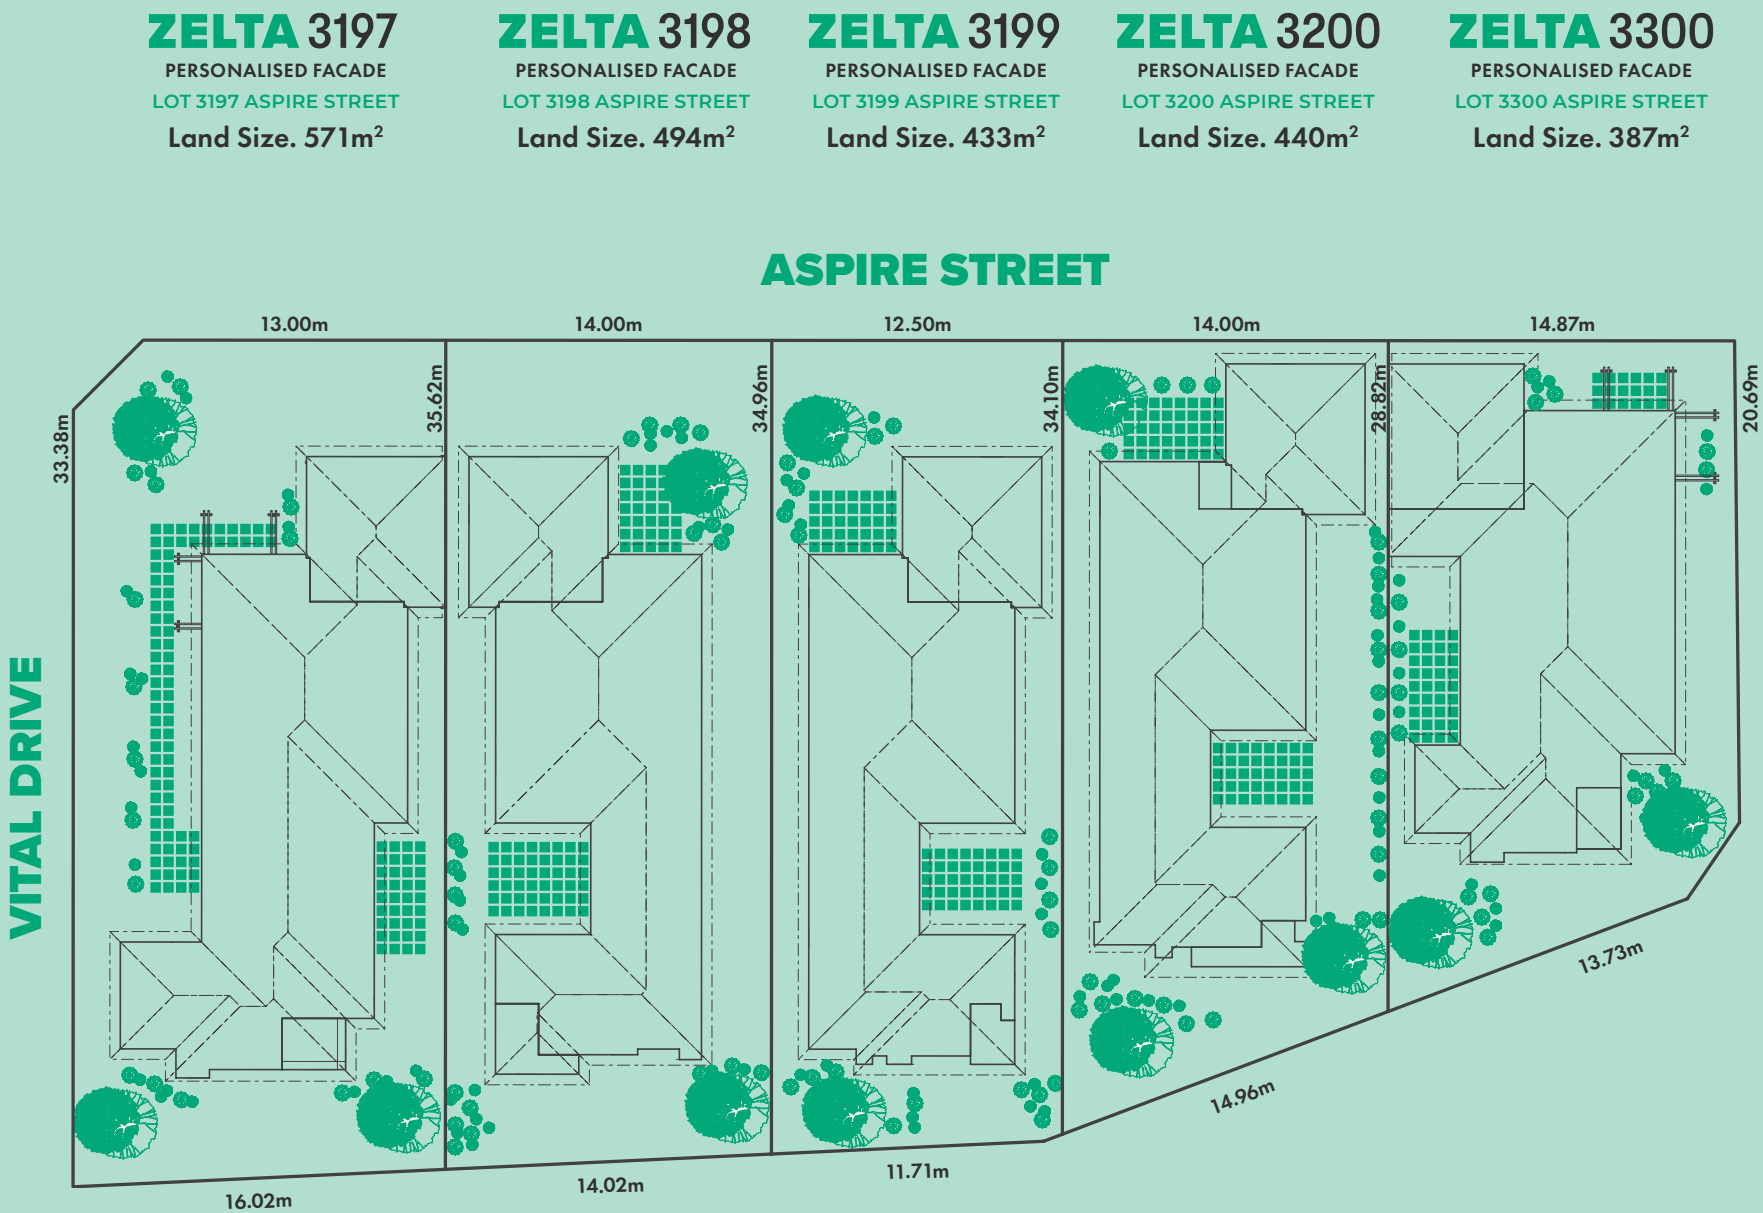 ZELTA 3197
PERSONALISED FACADE
LOT 3197 ASPIRE STREET
Land Size. 571m²
ZELTA 3198
PERSONALISED FACADE
LOT 3198 ASPIRE STREET
Land Size. 494m²
ZELTA 3199
PERSONALISED FACADE
LOT 3199 ASPIRE STREET
Land Size. 433m²
ZELTA 3200
PERSONALISED FACADE
LOT 3200 ASPIRE STREET
Land Size. 440m²
ZELTA 3300
PERSONALISED FACADE
LOT 3300 ASPIRE STREET
Land Size. 387m²
ASPIRE STREET
13.00m
14.00m
12.50m
14.00m
14.87m
33.38m
35.62m
34.96m
34.10m
28.82m
20.69m
VITAL DRIVE
16.02m
14.02m
11.71m
14.96m
13.73m